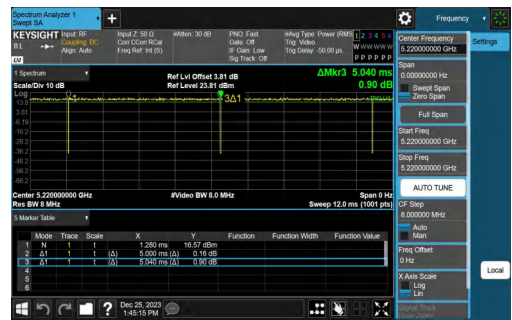 Spectrum Analyzer 1
Swept SA
+
Frequency
KEYSIGHT Input: RF Input Z: 50 Ω #Atten: 30 dB PNO: Fast #Avg Type: Power (RMS 1 2 3 4 5 6
RL Coupling: DC Corr CCorr RCal Gate: Off Trig: Video W W W W W W
Align: Auto Freq Ref: Int (S) IF Gain: Low Trig Delay: -50.00 µs
Sig Track: Off P P P P P P
LV
1 Spectrum Ref Lvl Offset 3.81 dB ΔMkr3 5.040 ms
Scale/Div 10 dB Ref Level 23.81 dBm 0.90 dB
Log
13.8
3.81
-6.19
-16.2
-26.2
-36.2
-46.2
-56.2
-66.2
3Δ1
Center 5.220000000 GHz #Video BW 8.0 MHz Span 0 Hz
Res BW 8 MHz Sweep 12.0 ms (1001 pts)
5 Marker Table
Mode Trace Scale X Y Function Function Width Function Value
1 N 1 t 1.280 ms 16.57 dBm
2 Δ1 1 t (Δ) 5.000 ms (Δ) 0.16 dB
3 Δ1 1 t (Δ) 5.040 ms (Δ) 0.90 dB
4
5
6
Center Frequency
5.220000000 GHz
Settings
Span
0.00000000 Hz
Swept Span
Zero Span
Full Span
Start Freq
5.220000000 GHz
Stop Freq
5.220000000 GHz
AUTO TUNE
CF Step
8.000000 MHz
Auto
Man
Freq Offset
0 Hz
X Axis Scale
Log
Lin
Local
Signal Track
? Dec 25, 2023
1:45:15 PM